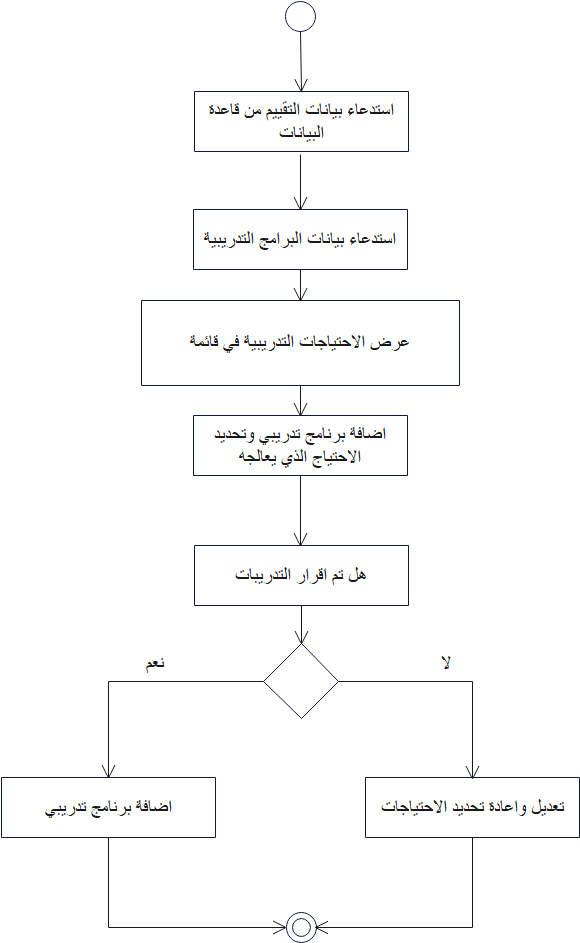 استدعاء بيانات التقييم من قاعدة
البيانات
استدعاء بيانات البرامج التدريبية
عرض الاحتياجات التدريبية في قائمة
اضافة برنامج تدريبي وتحديد
الاحتياج الذي يعالجه
هل تم اقرار التدريبات
نعم
لا
اضافة برنامج تدريبي
تعديل واعادة تحديد الاحتياجات